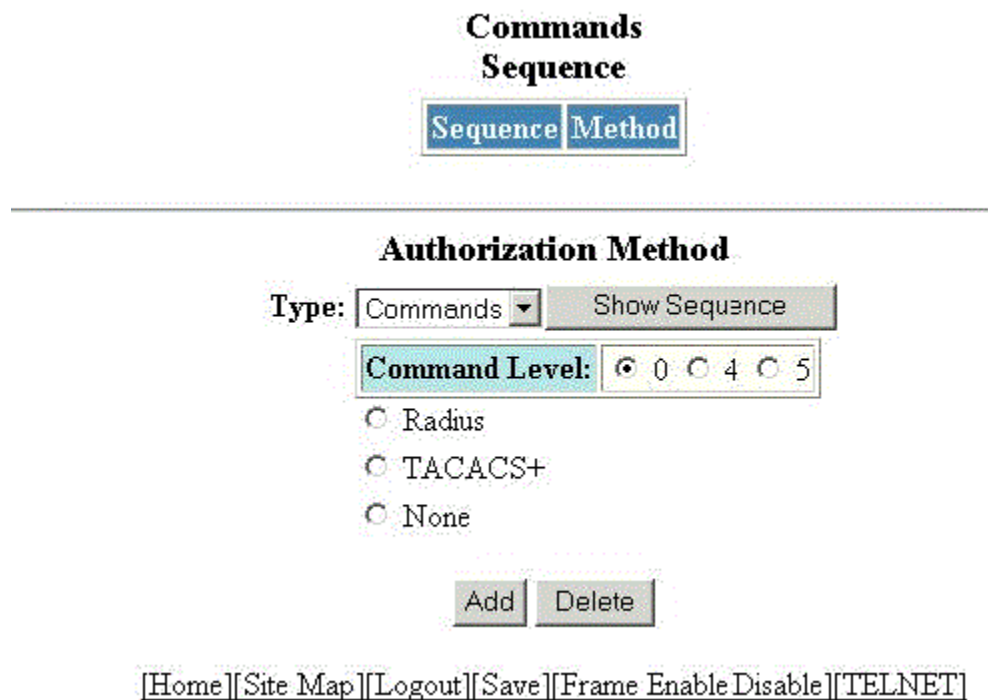 Commands
Sequence
Sequence Method
Authorization Method
Type: Commands Show Sequence
Command Level: 0 4 5
Radius
TACACS+
None
Add Delete
[Home][Site Map][Logout][Save][Frame Enable Disable][TELNET]